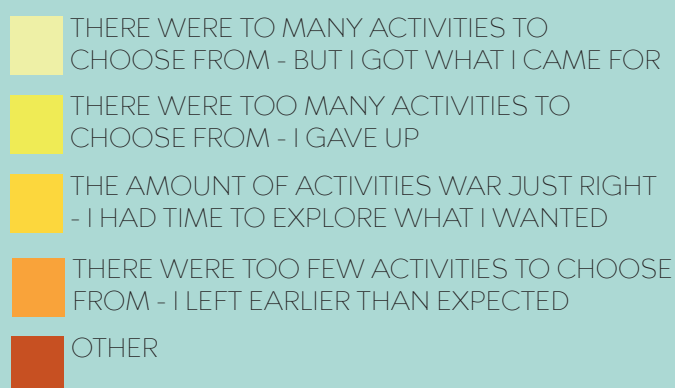 THERE WERE TO MANY ACTIVITIES TO
CHOOSE FROM - BUT I GOT WHAT I CAME FOR
THERE WERE TOO MANY ACTIVITIES TO
CHOOSE FROM - I GAVE UP
THE AMOUNT OF ACTIVITIES WAR JUST RIGHT
- I HAD TIME TO EXPLORE WHAT I WANTED
THERE WERE TOO FEW ACTIVITIES TO CHOOSE
FROM - I LEFT EARLIER THAN EXPECTED
OTHER